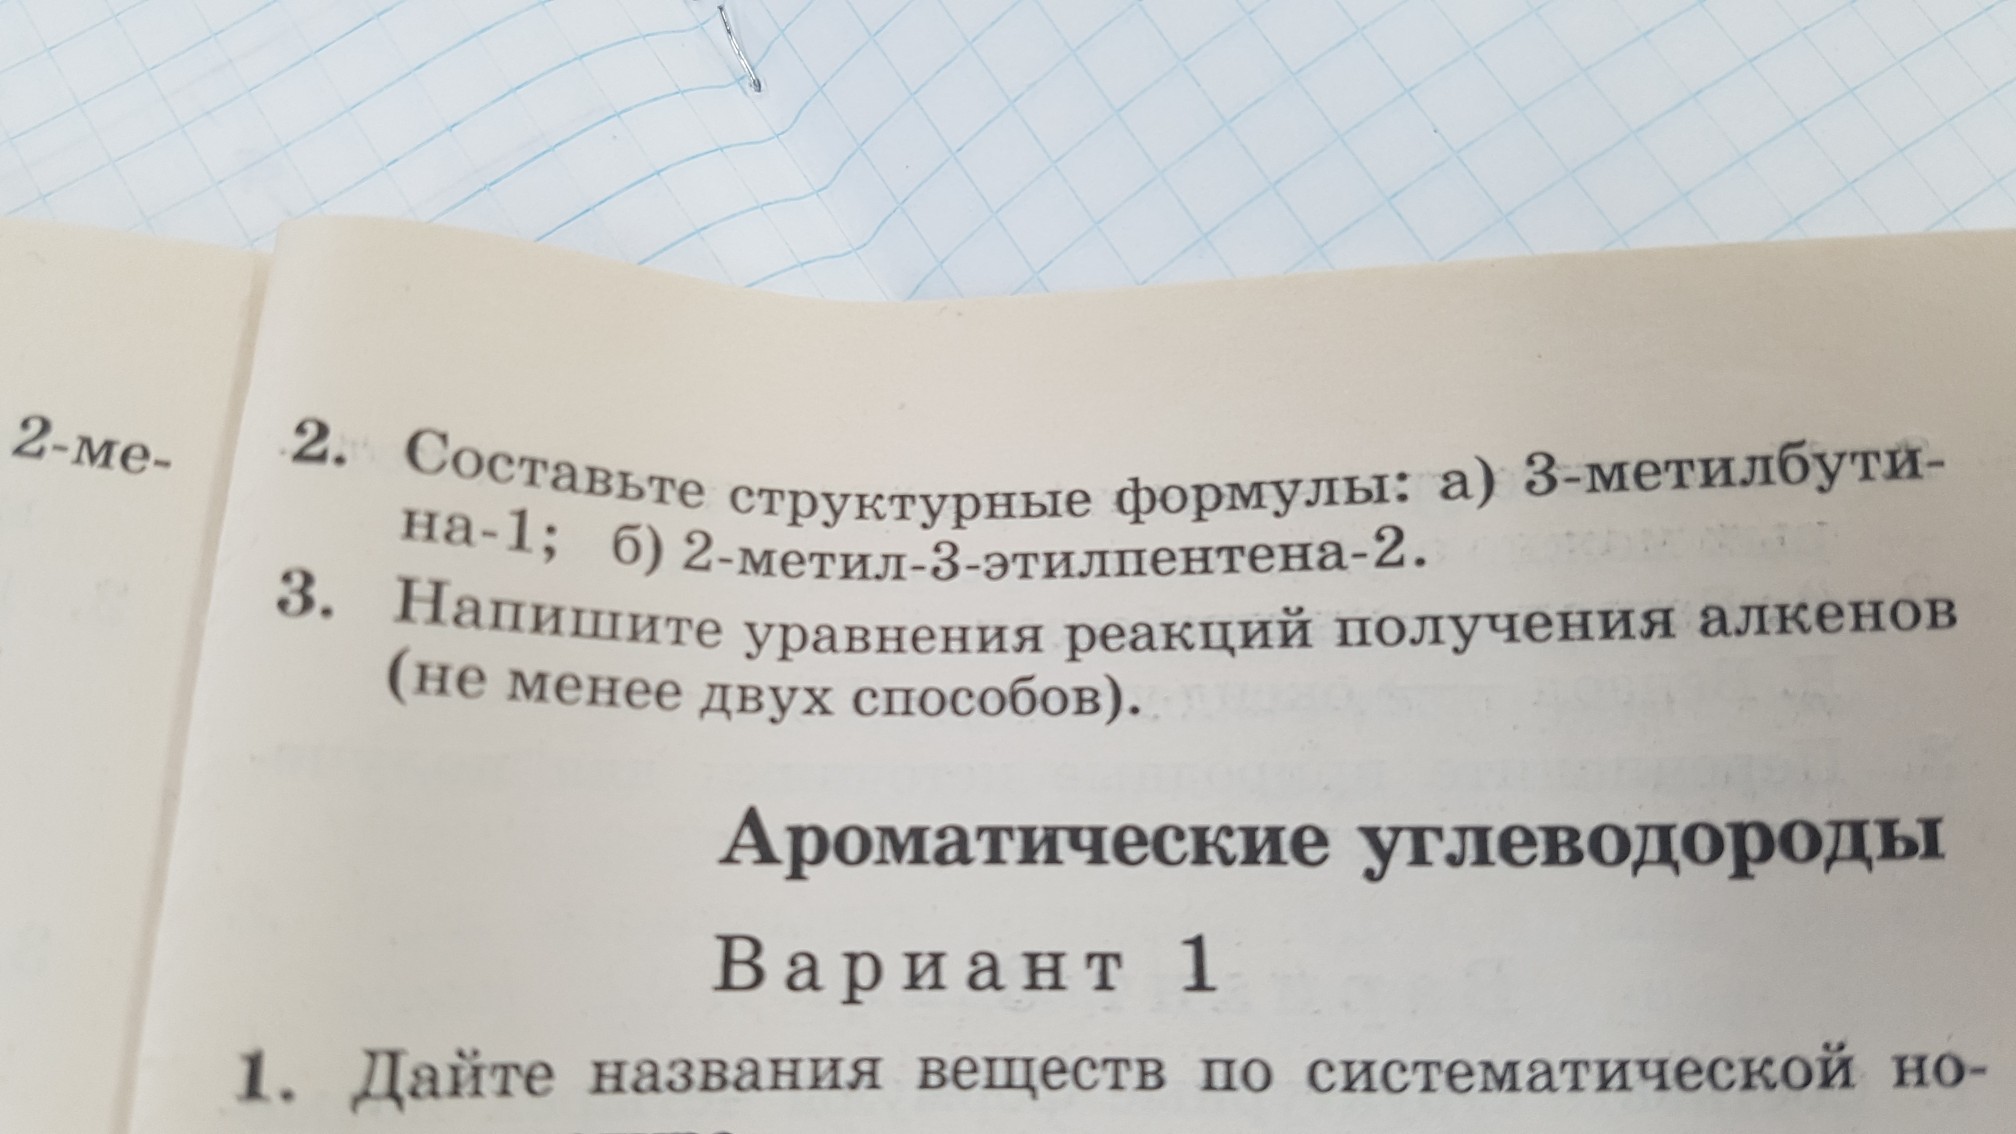 2-ме-
2. Составьте структурные формулы: а) 3-метилбути-
на-1; б) 2-метил-3-этилпентена-2.
3. Напишите уравнения реакций получения алкенов
(не менее двух способов).
Ароматические углеводороды
Вариант 1
1. Дайте названия веществ по систематической но-